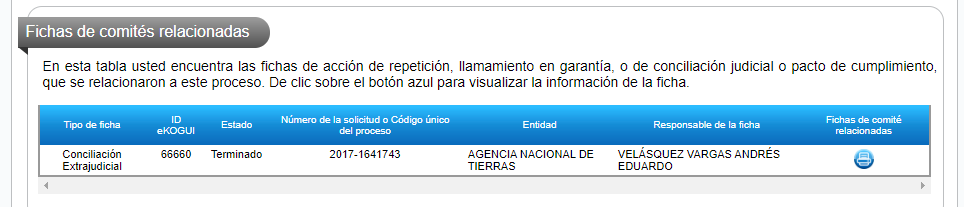 Fichas de comités relacionadas
En esta tabla usted encuentra las fichas de acción de repetición, llamamiento en garantía, o de conciliación judicial o pacto de cumplimiento,
que se relacionaron a este proceso. De clic sobre el botón azul para visualizar la información de la ficha.
Tipo de ficha ID eKOGUI Estado Número de la solicitud o Código único del proceso Entidad Responsable de la ficha Fichas de comité relacionadas
Conciliación Extrajudicial 66660 Terminado 2017-1641743 AGENCIA NACIONAL DE TIERRAS VELÁSQUEZ VARGAS ANDRÉS EDUARDO